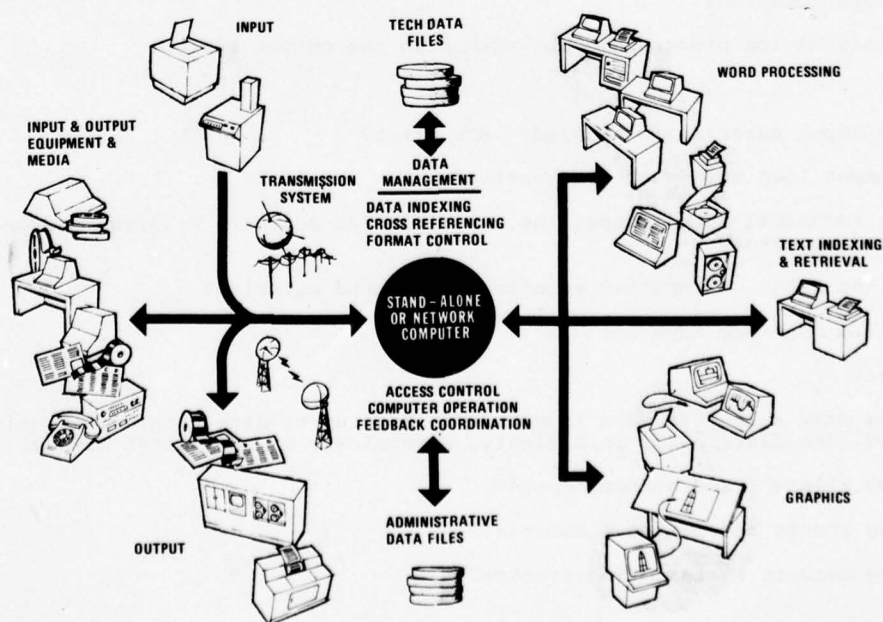 INPUT
TECH DATA
FILES
WORD PROCESSING
INPUT & OUTPUT
EQUIPMENT &
MEDIA
TRANSMISSION
SYSTEM
DATA
MANAGEMENT
DATA INDEXING
CROSS REFERENCING
FORMAT CONTROL
TEXT INDEXING
& RETRIEVAL
STAND-ALONE
OR NETWORK
COMPUTER
ACCESS CONTROL
COMPUTER OPERATION
FEEDBACK COORDINATION
OUTPUT
ADMINISTRATIVE
DATA FILES
GRAPHICS